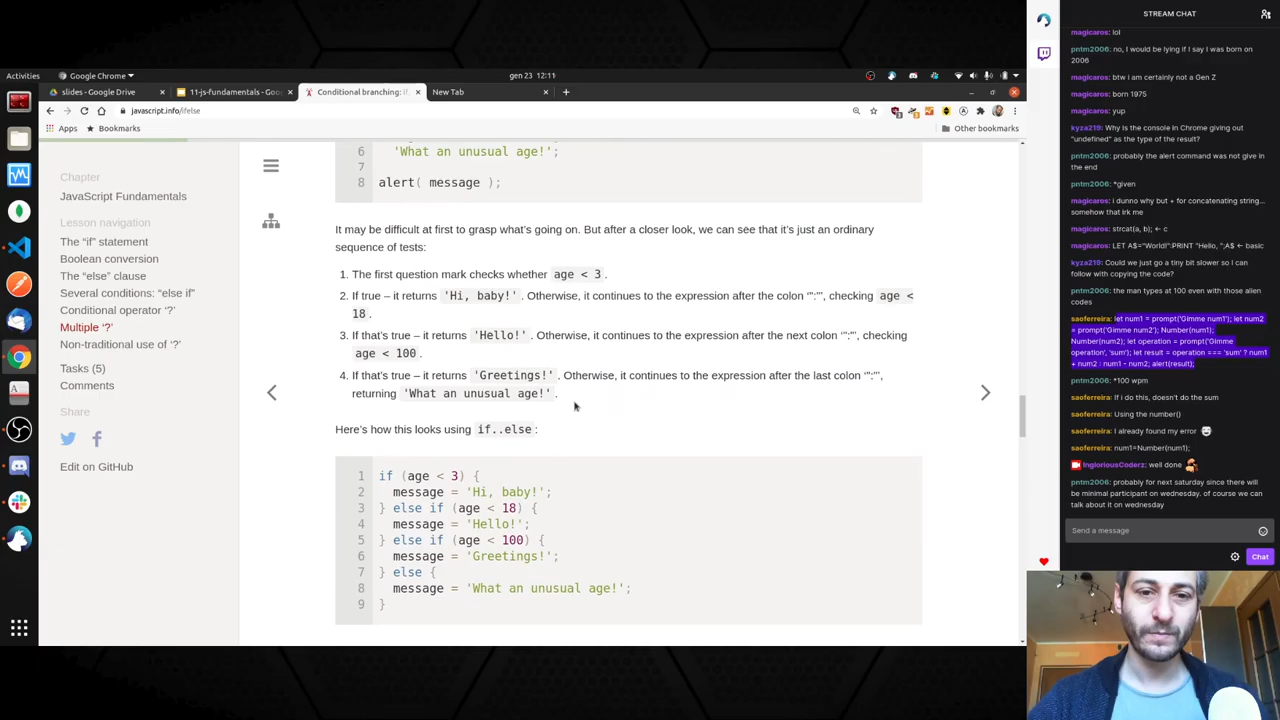 Activities
Google Chrome
gen 23 12:11
slides - Google Drive
11-js-fundamentals - Goo
Conditional branching: if,
New Tab
javascript.info/ifelse
Apps
Bookmarks
Other bookmarks
Chapter
JavaScript Fundamentals
Lesson navigation
The “if” statement
Boolean conversion
The “else” clause
Several conditions: “else if”
Conditional operator ‘?’
Multiple ‘?’
Non-traditional use of ‘?’
Tasks (5)
Comments
Share
Edit on GitHub
6 'What an unusual age!';
7
8 alert( message );
It may be difficult at first to grasp what’s going on. But after a closer look, we can see that it’s just an ordinary
sequence of tests:
1. The first question mark checks whether age < 3.
2. If true – it returns 'Hi, baby!'. Otherwise, it continues to the expression after the colon ‘":"’, checking age <
18.
3. If that’s true – it returns 'Hello!'. Otherwise, it continues to the expression after the next colon ‘":"’, checking
age < 100.
4. If that’s true – it returns 'Greetings!'. Otherwise, it continues to the expression after the last colon ‘":"’,
returning 'What an unusual age!'.
Here’s how this looks using if..else:
1 if (age < 3) {
2 message = 'Hi, baby!';
3 } else if (age < 18) {
4 message = 'Hello!';
5 } else if (age < 100) {
6 message = 'Greetings!';
7 } else {
8 message = 'What an unusual age!';
9 }
STREAM CHAT
magicaros: lol
pntm2006: no, I would be lying if I say I was born on
2006
magicaros: btw i am certainly not a Gen Z
magicaros: born 1975
magicaros: yup
kyza219: Why is the console in Chrome giving out
"undefined" as the type of the result?
pntm2006: probably the alert command was not give in
the end
pntm2006: *given
magicaros: i dunno why but + for concatenating string...
somehow that irk me
magicaros: strcat(a, b); <- c
magicaros: LET A$="World!":PRINT "Hello, ";A$ <- basic
kyza219: Could we just go a tiny bit slower so I can
follow with copying the code?
pntm2006: the man types at 100 even with those alien
codes
saoferreira: let num1 = prompt('Gimme num1'); let num2
= prompt('Gimme num2'); Number(num1);
Number(num2); let operation = prompt('GImme
operation', 'sum'); let result = operation === 'sum' ? num1
+ num2 : num1 - num2; alert(result);
pntm2006: *100 wpm
saoferreira: If i do this, doesn't do the sum
saoferreira: Using the number()
saoferreira: I already found my error
saoferreira: num1=Number(num1);
IngloriousCoderz: well done
pntm2006: probably for next saturday since there will
be minimal participant on wednesday. of course we can
talk about it on wednesday
Send a message
Chat